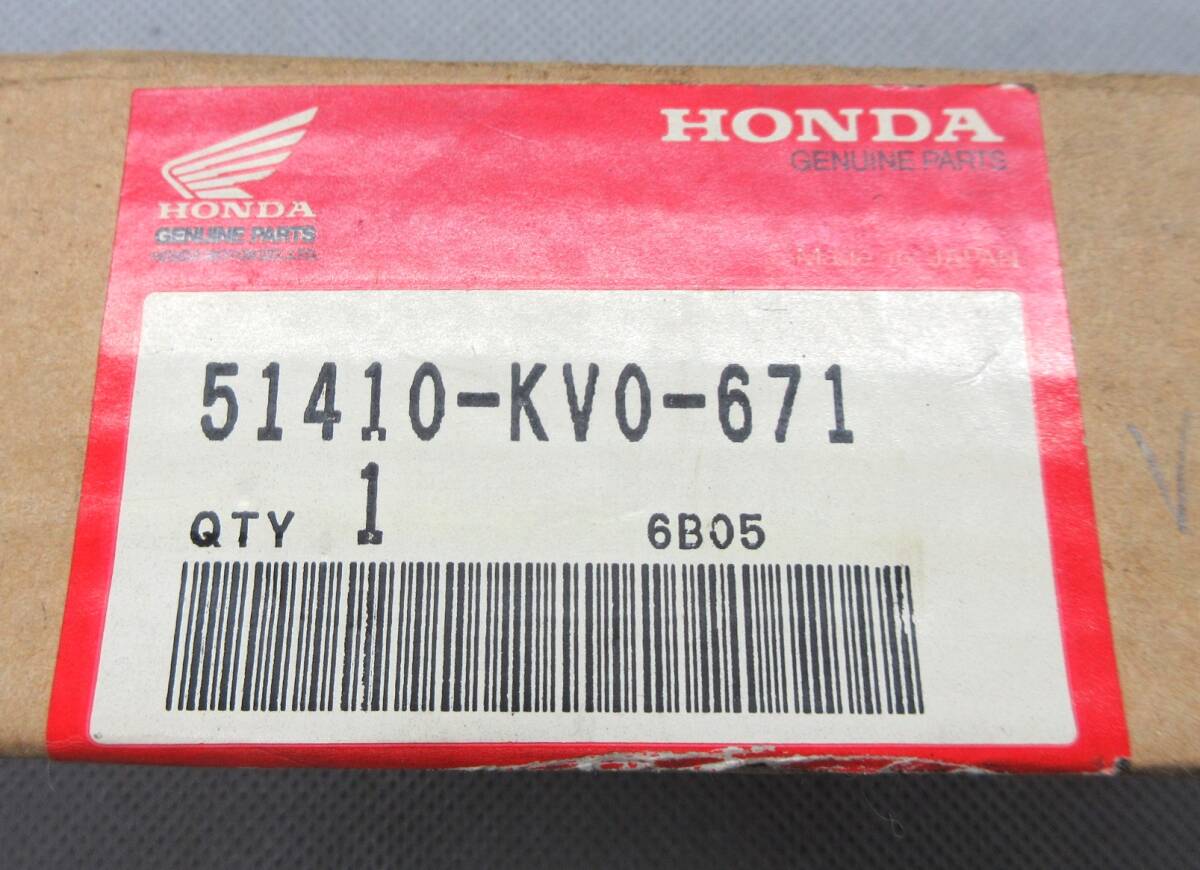 HONDA
GENUINE PARTS
HONDA
GENUINE PARTS
Made in JAPAN
51410-KV0-671
QTY 1 6B05
V